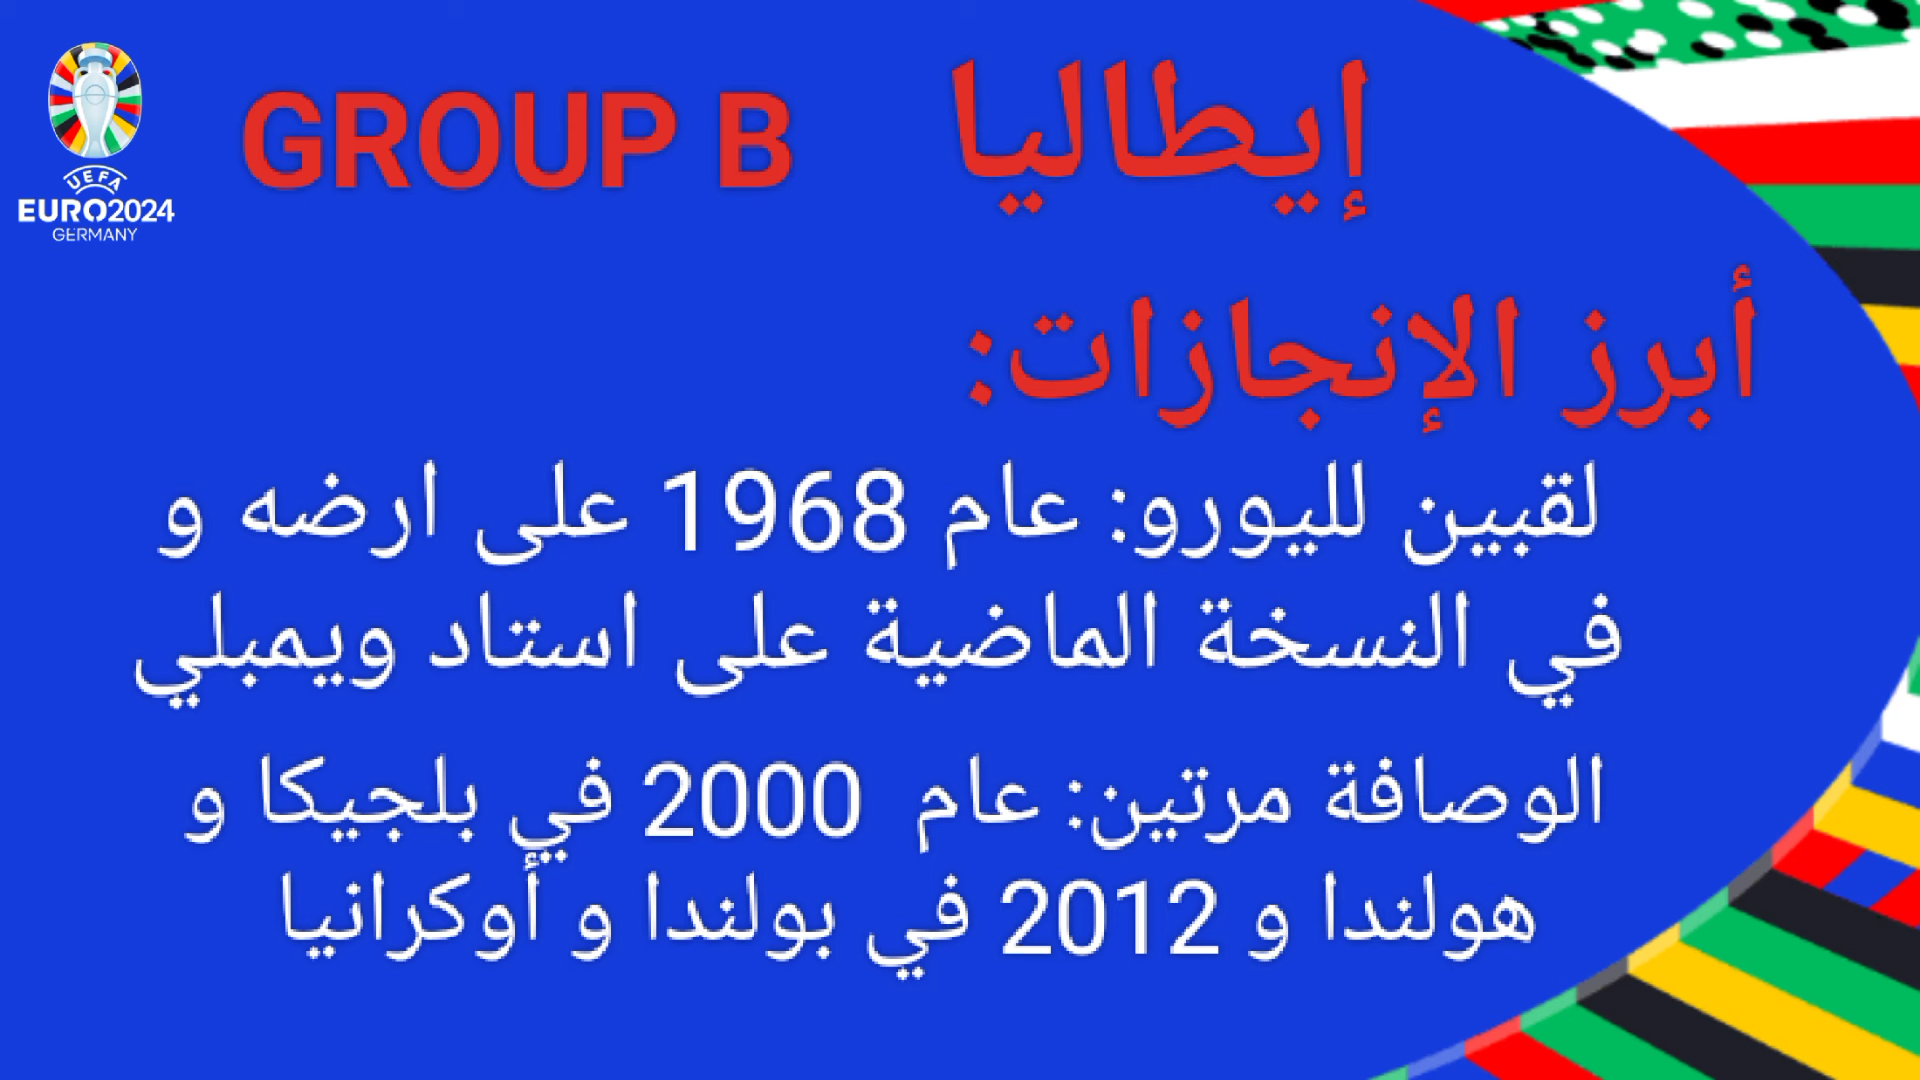 UEFA
EURO2024
GERMANY
GROUP B
إيطاليا
أبرز الإنجازات:
لقبين لليورو: عام 1968 على ارضه و
في النسخة الماضية على استاد ويمبلي
الوصافة مرتين: عام 2000 في بلجيكا و
هولندا و 2012 في بولندا و أوكرانيا